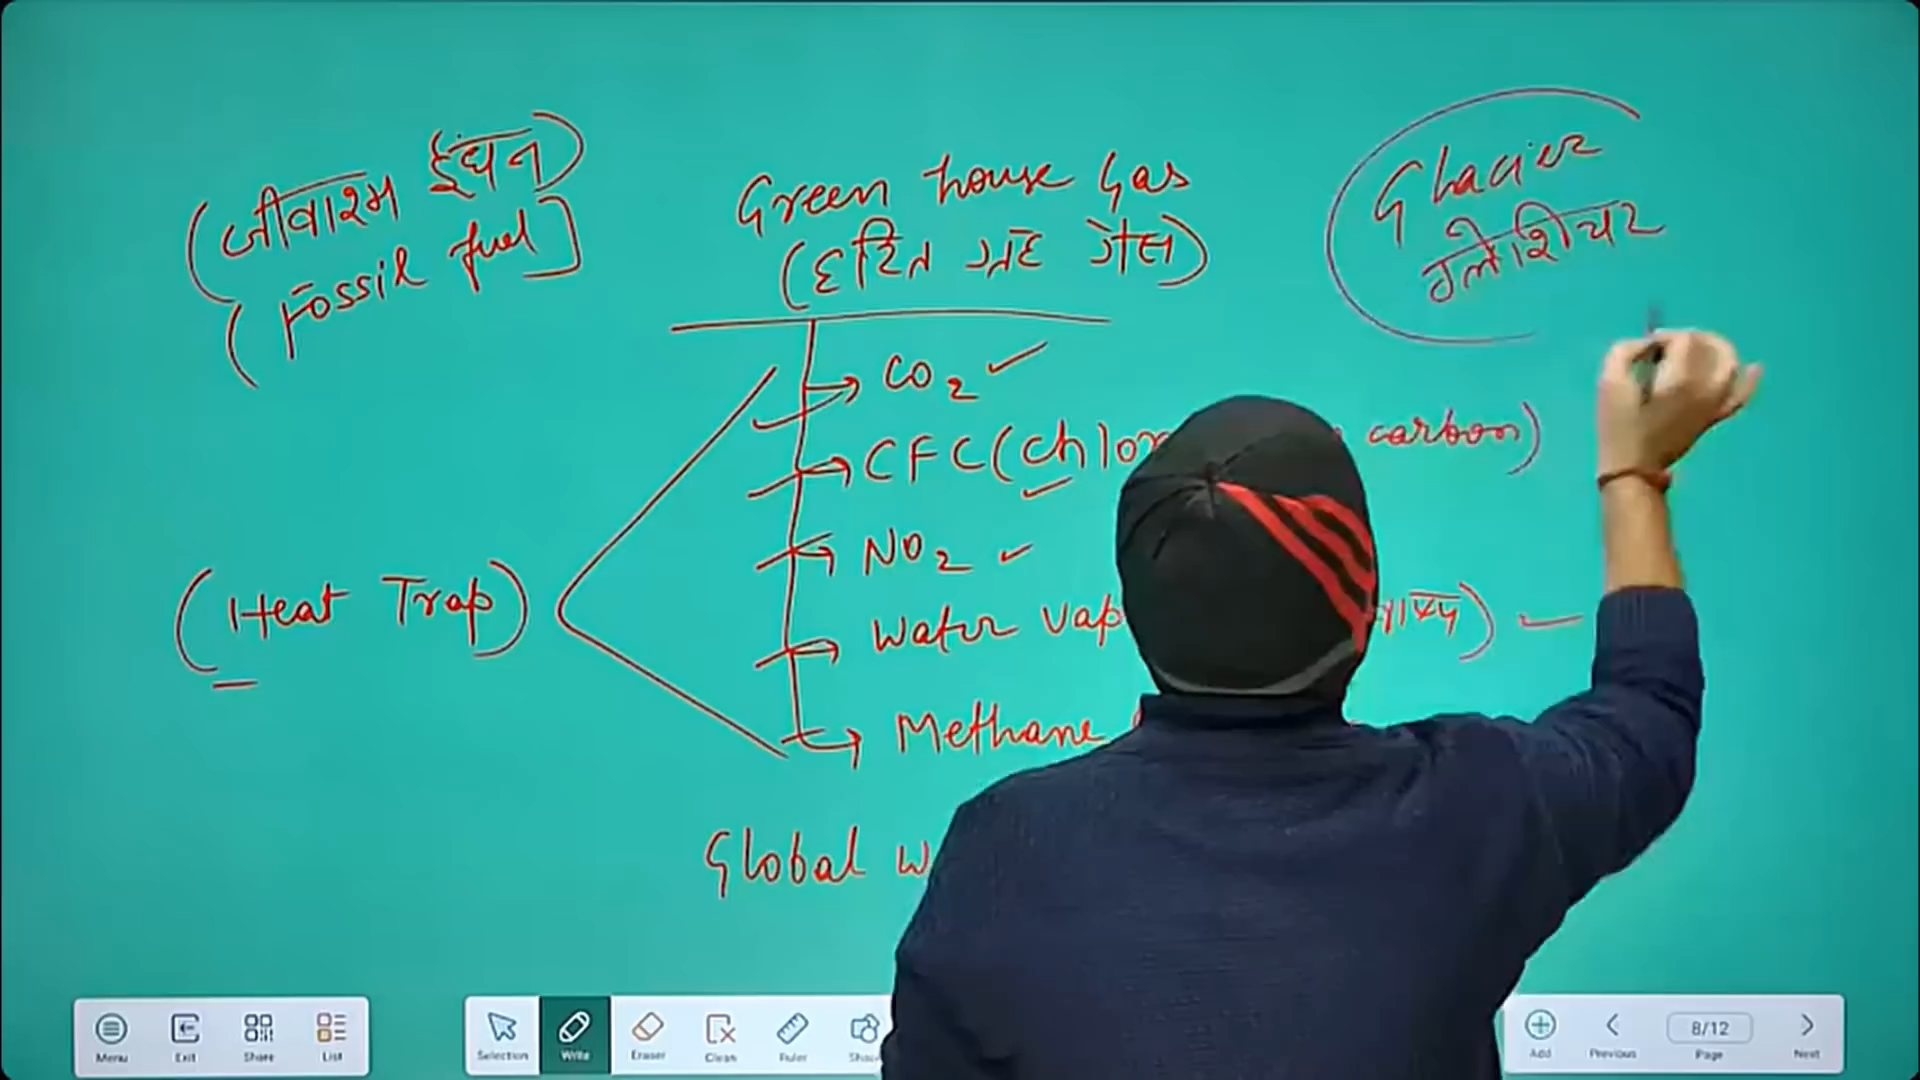 (जीवाश्म ईंधन)
(Fossil fuel]
Green house Gas
(हरित गृह गैस)
Glacier
ग्लेशियर
CO2 ✓
CFC (Chlor carbon)
NO2 ✓
Water Vap
(Heat Trap)
Methane
Global w
Menu
Exit
Share
List
Selection
Write
Eraser
Clean
Ruler
Add
Previous
8/12
Page
Next